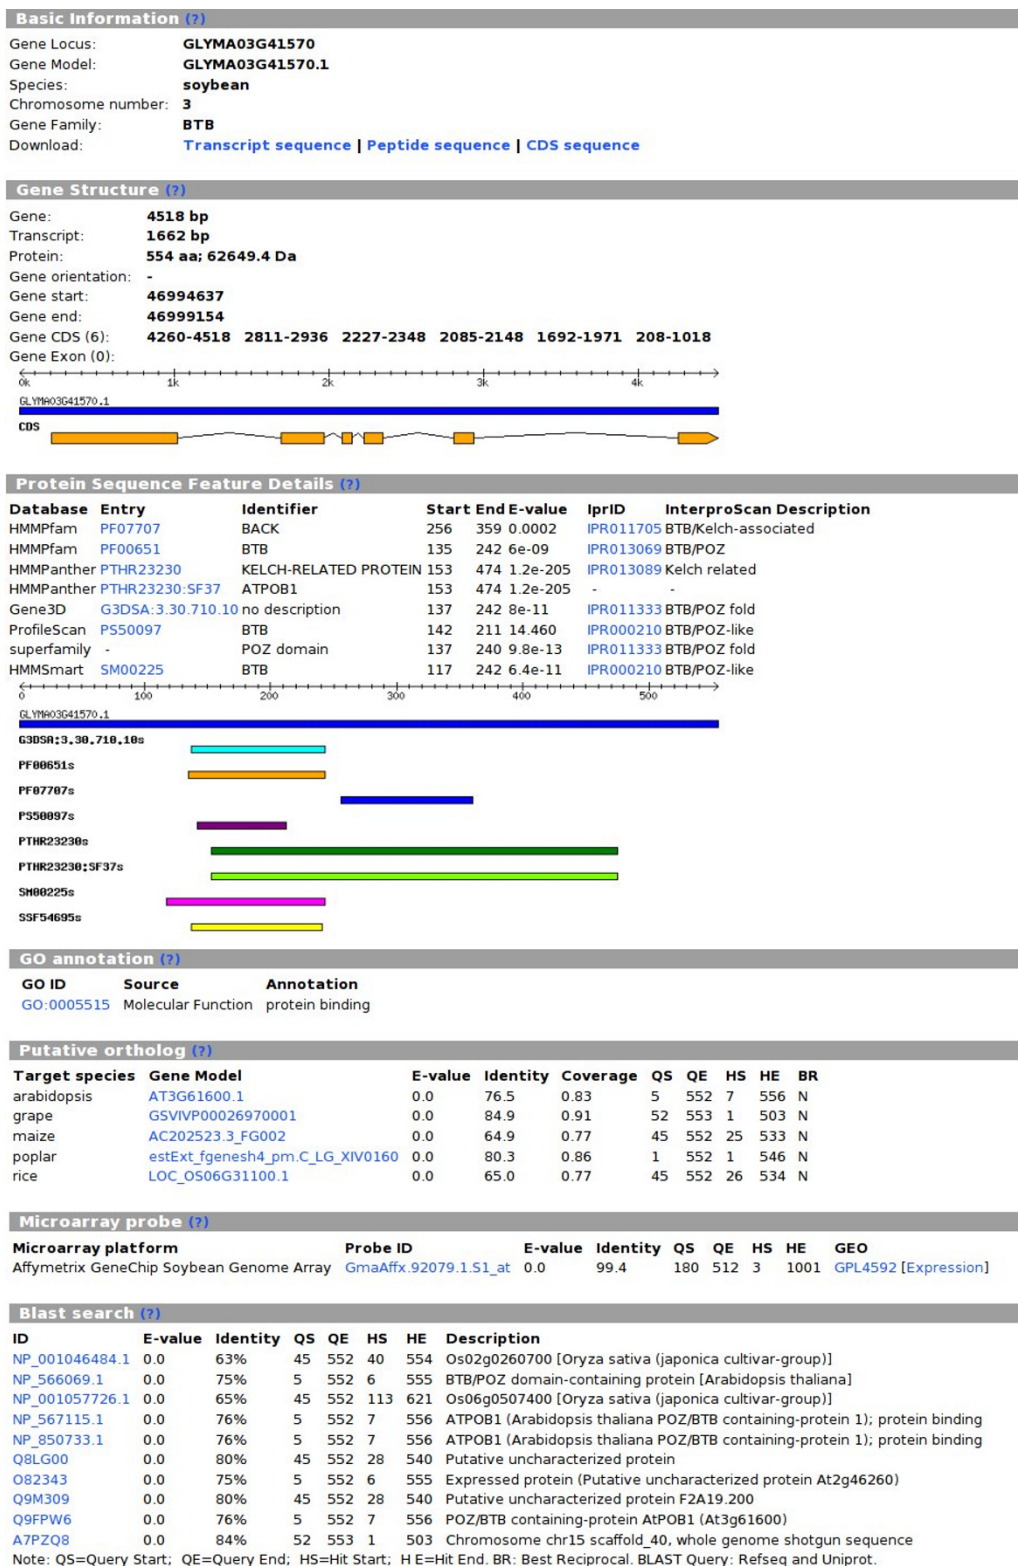 Basic Information (?)
Gene Locus: GLYMA03G41570
Gene Model: GLYMA03G41570.1
Species: soybean
Chromosome number: 3
Gene Family: BTB
Download: Transcript sequence | Peptide sequence | CDS sequence
Gene Structure (?)
Gene: 4518 bp
Transcript: 1662 bp
Protein: 554 aa; 62649.4 Da
Gene orientation: -
Gene start: 46994637
Gene end: 46999154
Gene CDS (6): 4260-4518 2811-2936 2227-2348 2085-2148 1692-1971 208-1018
Gene Exon (0):
0k 1k 2k 3k 4k
GLYMA03G41570.1
CDS
Protein Sequence Feature Details (?)
Database Entry Identifier Start End E-value IprID InterproScan Description
HMMPfam PF07707 BACK 256 359 0.0002 IPR011705 BTB/Kelch-associated
HMMPfam PF00651 BTB 135 242 6e-09 IPR013069 BTB/POZ
HMMPanther PTHR23230 KELCH-RELATED PROTEIN 153 474 1.2e-205 IPR013089 Kelch related
HMMPanther PTHR23230:SF37 ATPOB1 153 474 1.2e-205 - -
Gene3D G3DSA:3.30.710.10 no description 137 242 8e-11 IPR011333 BTB/POZ fold
ProfileScan PS50097 BTB 142 211 14.460 IPR000210 BTB/POZ-like
superfamily - POZ domain 137 240 9.8e-13 IPR011333 BTB/POZ fold
HMMSmart SM00225 BTB 117 242 6.4e-11 IPR000210 BTB/POZ-like
0 100 200 300 400 500
GLYMA03G41570.1
G3DSA:3.30.710.10s
PF00651s
PF07707s
PS50097s
PTHR23230s
PTHR23230:SF37s
SM00225s
SSF54695s
GO annotation (?)
GO ID Source Annotation
GO:0005515 Molecular Function protein binding
Putative ortholog (?)
Target species Gene Model E-value Identity Coverage QS QE HS HE BR
arabidopsis AT3G61600.1 0.0 76.5 0.83 5 552 7 556 N
grape GSVIVP00026970001 0.0 84.9 0.91 52 553 1 503 N
maize AC202523.3_FG002 0.0 64.9 0.77 45 552 25 533 N
poplar estExt_fgenesh4_pm.C_LG_XIV0160 0.0 80.3 0.86 1 552 1 546 N
rice LOC_OS06G31100.1 0.0 65.0 0.77 45 552 26 534 N
Microarray probe (?)
Microarray platform Probe ID E-value Identity QS QE HS HE GEO
Affymetrix GeneChip Soybean Genome Array GmaAffx.92079.1.S1_at 0.0 99.4 180 512 3 1001 GPL4592 [Expression]
Blast search (?)
ID E-value Identity QS QE HS HE Description
NP_001046484.1 0.0 63% 45 552 40 554 Os02g0260700 [Oryza sativa (japonica cultivar-group)]
NP_566069.1 0.0 75% 5 552 6 555 BTB/POZ domain-containing protein [Arabidopsis thaliana]
NP_001057726.1 0.0 65% 45 552 113 621 Os06g0507400 [Oryza sativa (japonica cultivar-group)]
NP_567115.1 0.0 76% 5 552 7 556 ATPOB1 (Arabidopsis thaliana POZ/BTB containing-protein 1); protein binding
NP_850733.1 0.0 76% 5 552 7 556 ATPOB1 (Arabidopsis thaliana POZ/BTB containing-protein 1); protein binding
Q8LG00 0.0 80% 45 552 28 540 Putative uncharacterized protein
O82343 0.0 75% 5 552 6 555 Expressed protein (Putative uncharacterized protein At2g46260)
Q9M309 0.0 80% 45 552 28 540 Putative uncharacterized protein F2A19.200
Q9FPW6 0.0 76% 5 552 7 556 POZ/BTB containing-protein AtPOB1 (At3g61600)
A7PZQ8 0.0 84% 52 553 1 503 Chromosome chr15 scaffold_40, whole genome shotgun sequence
Note: QS=Query Start; QE=Query End; HS=Hit Start; H E=Hit End. BR: Best Reciprocal. BLAST Query: Refseq and Uniprot.